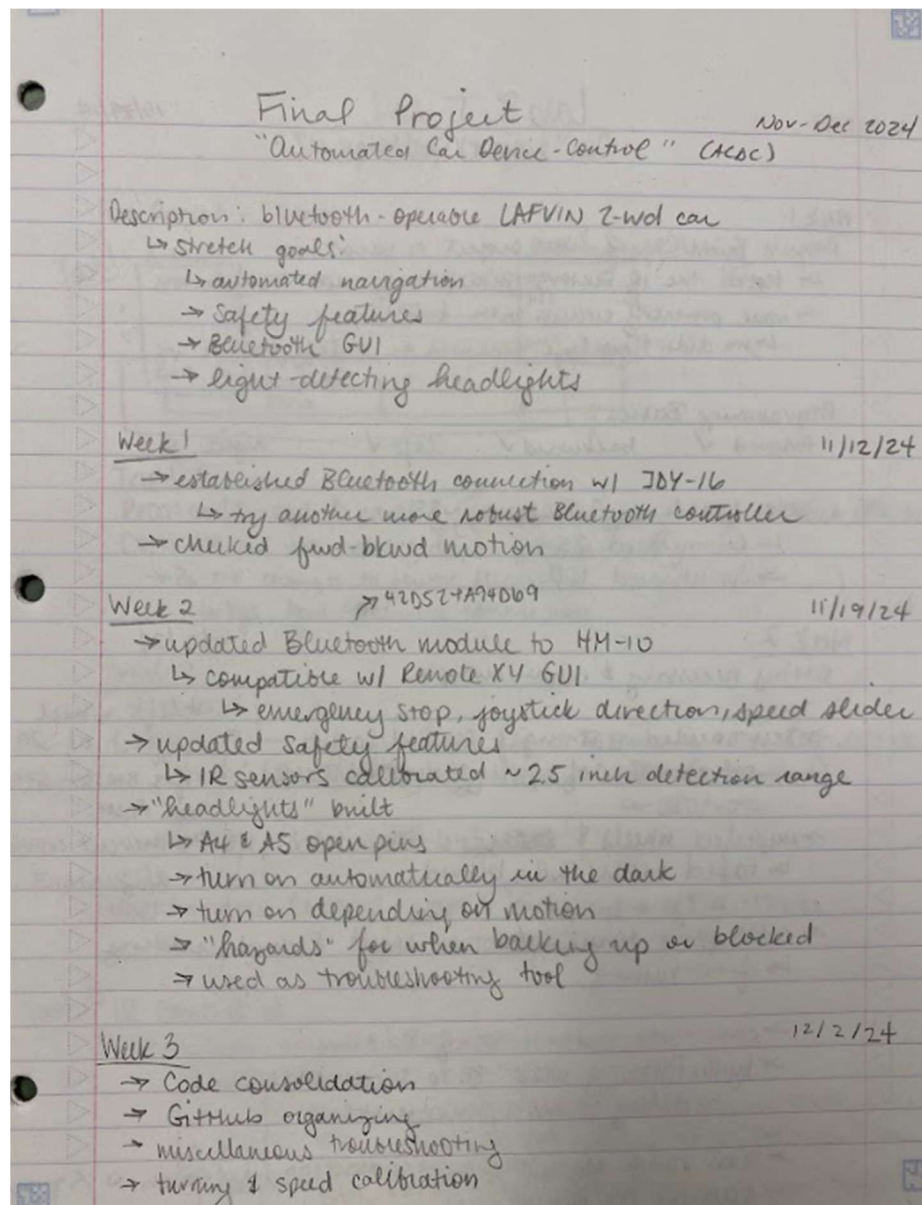 Final Project
Nov-Dec 2024
"Automated Car Device-Control" (ACDC)
Description: bluetooth-operable LAFVIN 2-wd car
↳ stretch goals:
↳ automated navigation
→ Safety features
→ Bluetooth GUI
→ light-detecting headlights
Week 1 11/12/24
→ established Bluetooth connection w/ JDY-16
↳ try another more robust Bluetooth controller
→ checked fwd-bkwd motion
Week 2 11/19/24
→ updated Bluetooth module to HM-10
↳ compatible w/ Remote XY GUI
↳ emergency stop, joystick direction, speed slider
→ updated safety features
↳ IR sensors calibrated ~2.5 inch detection range
→ "headlights" built
↳ A4 & A5 open pins
→ turn on automatically in the dark
→ turn on depending on motion
→ "hazards" for when backing up or blocked
→ used as troubleshooting tool
Week 3 12/2/24
→ Code consolidation
→ GitHub organizing
→ miscellaneous troubleshooting
→ turning & speed calibration